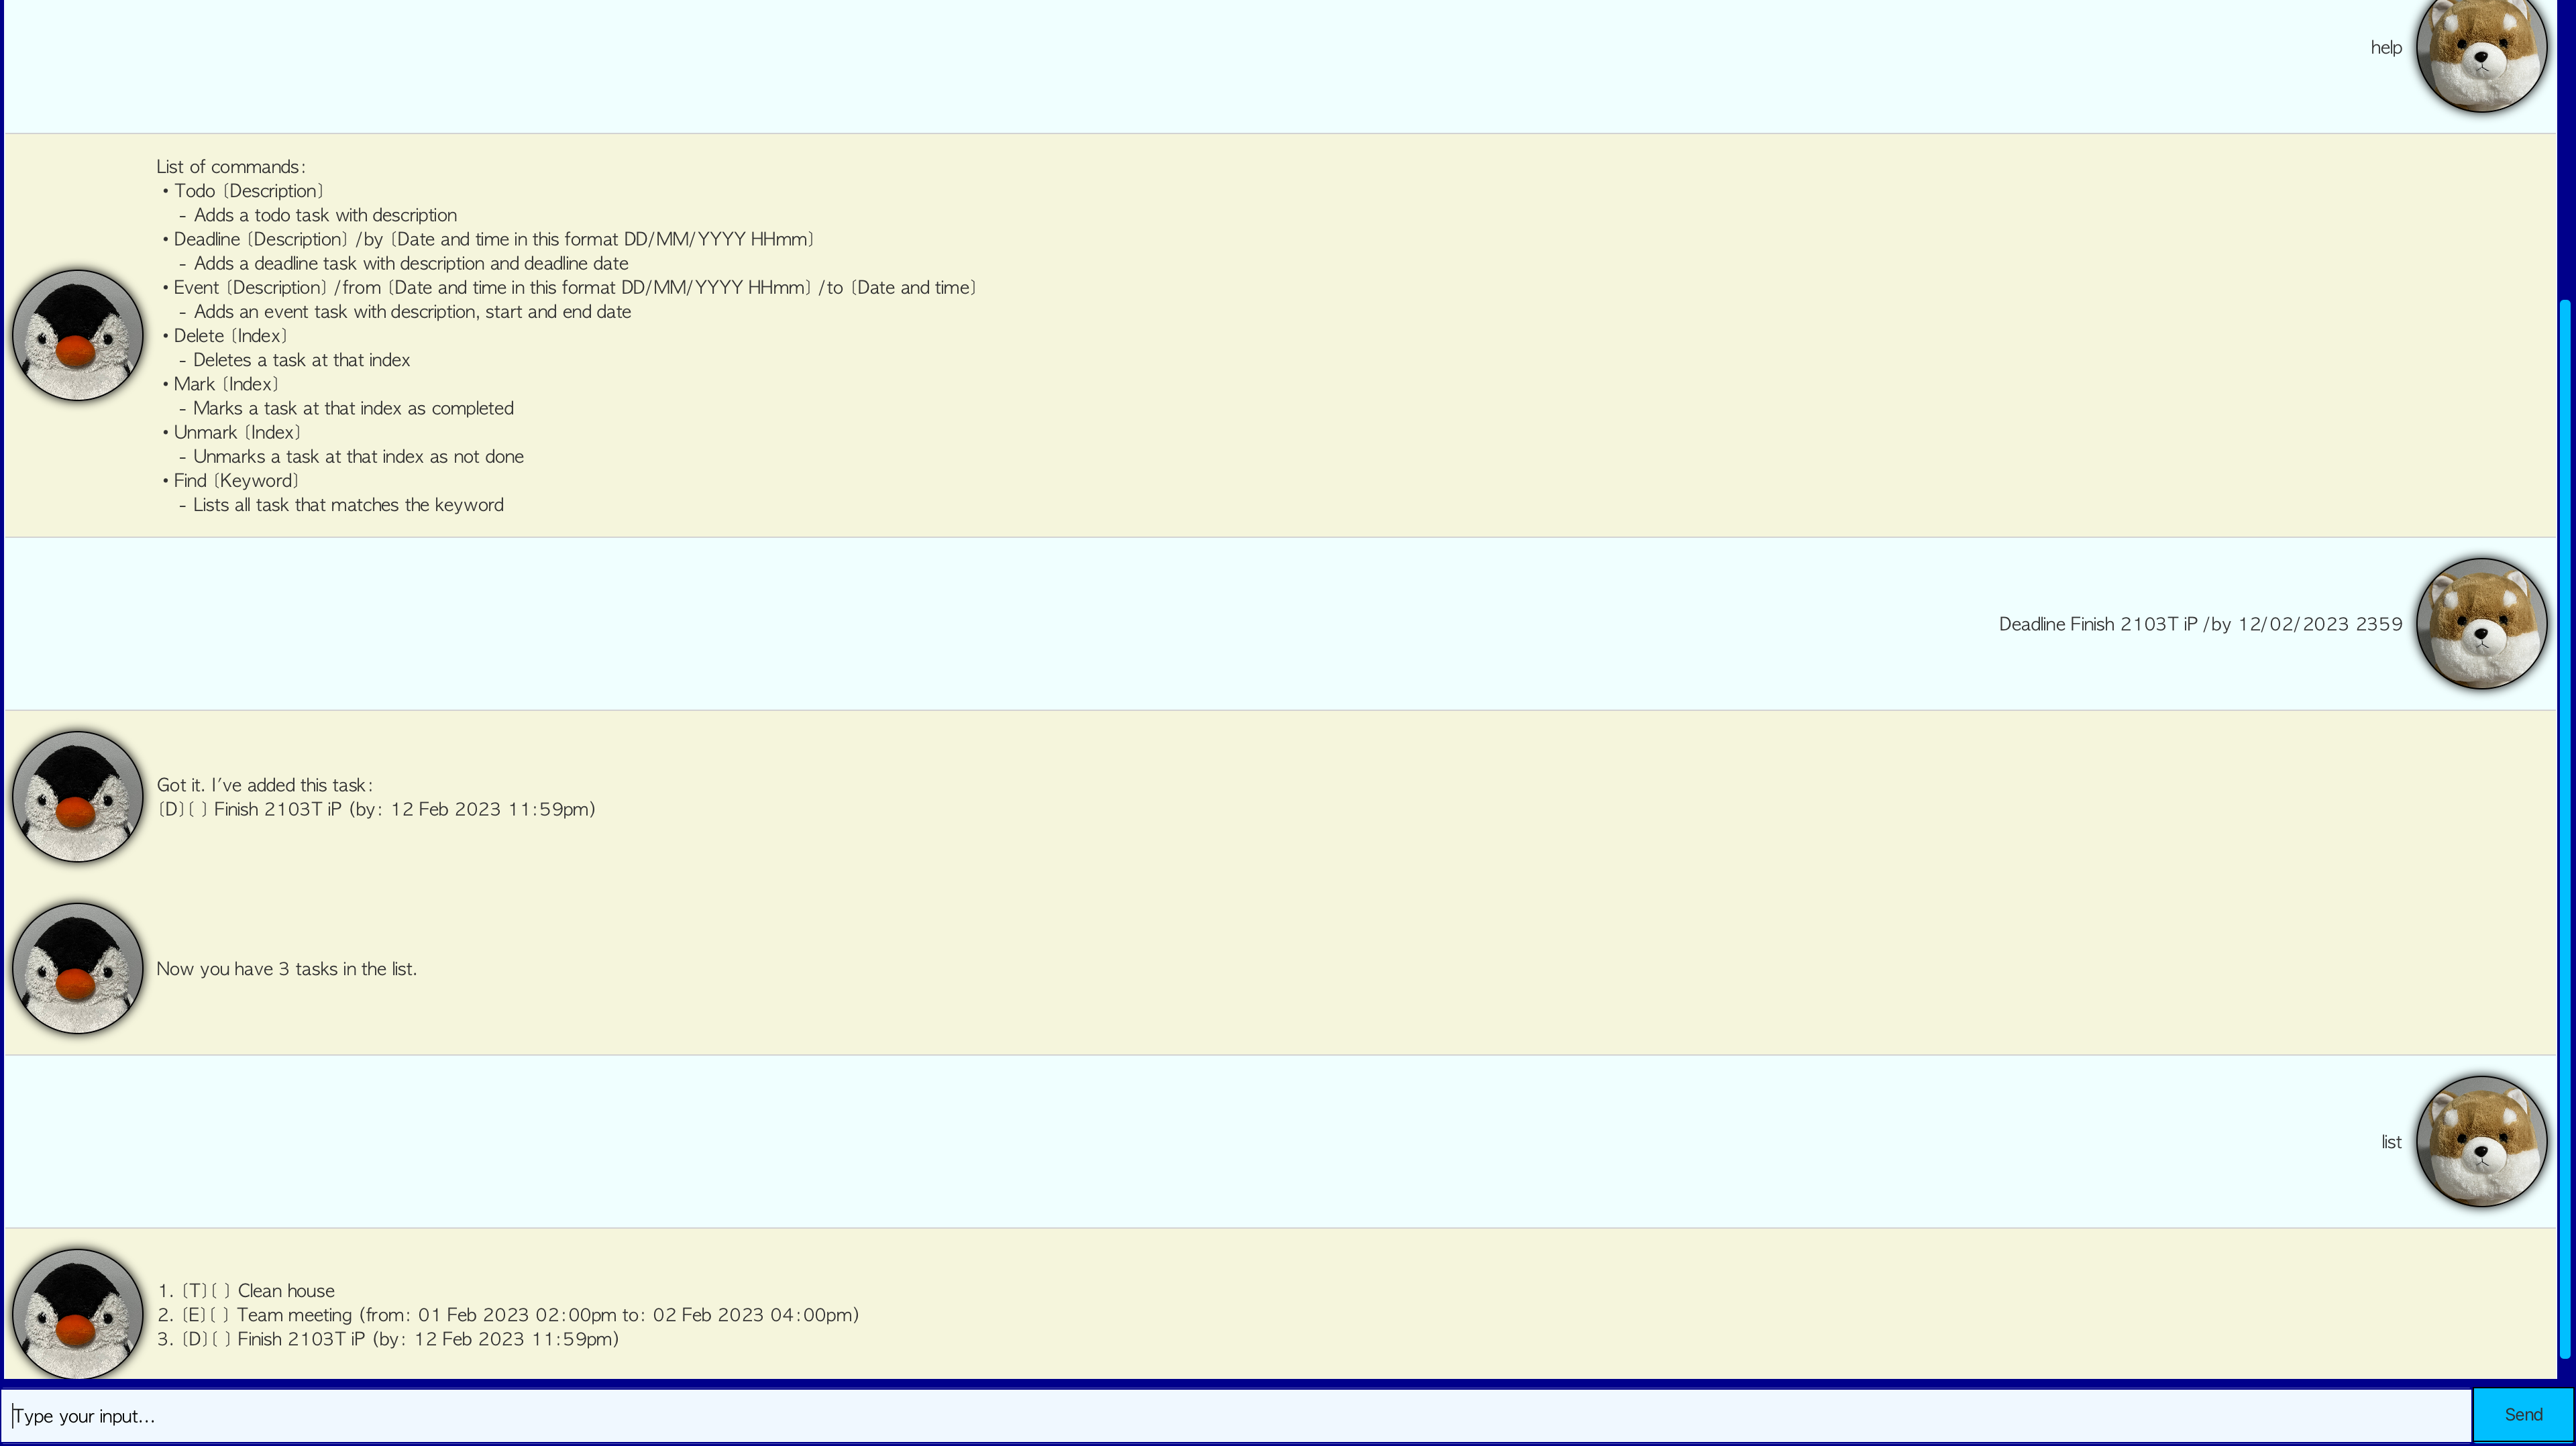 help
List of commands:
• Todo [Description]
- Adds a todo task with description
• Deadline [Description] /by [Date and time in this format DD/MM/YYYY HHmm]
- Adds a deadline task with description and deadline date
• Event [Description] /from [Date and time in this format DD/MM/YYYY HHmm] /to [Date and time]
- Adds an event task with description, start and end date
• Delete [Index]
- Deletes a task at that index
• Mark [Index]
- Marks a task at that index as completed
• Unmark [Index]
- Unmarks a task at that index as not done
• Find [Keyword]
- Lists all task that matches the keyword
Deadline Finish 2103T iP /by 12/02/2023 2359
Got it. I've added this task:
[D][ ] Finish 2103T iP (by: 12 Feb 2023 11:59pm)
Now you have 3 tasks in the list.
list
1. [T][ ] Clean house
2. [E][ ] Team meeting (from: 01 Feb 2023 02:00pm to: 02 Feb 2023 04:00pm)
3. [D][ ] Finish 2103T iP (by: 12 Feb 2023 11:59pm)
Type your input...
Send